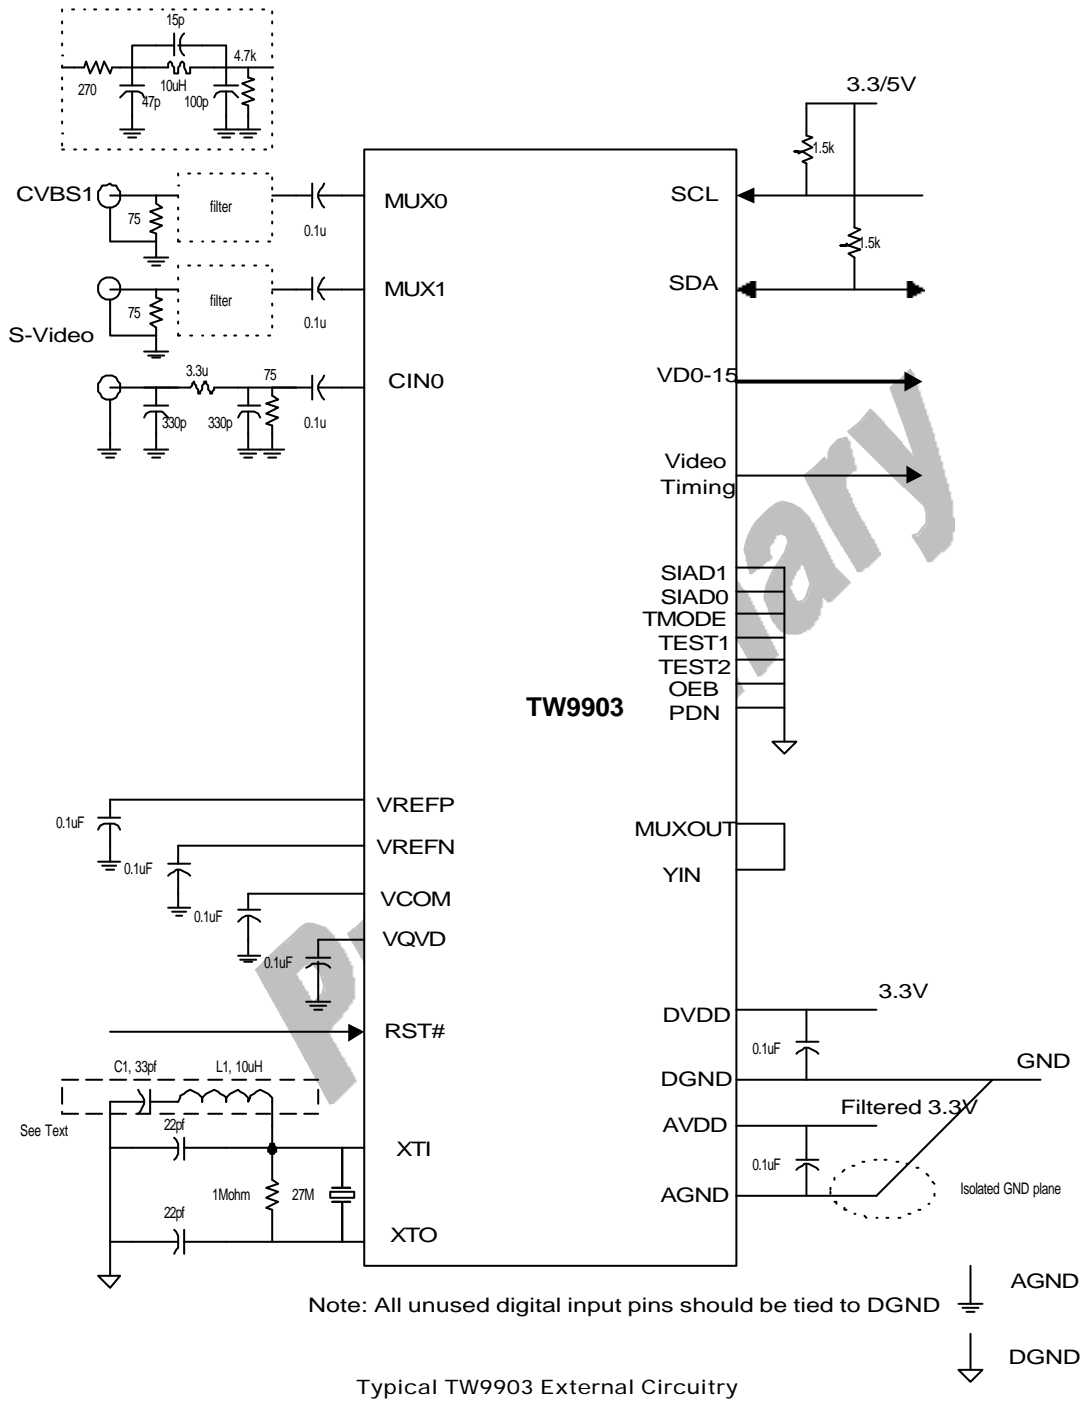 15p
4.7k
270
10uH
47p
100p
3.3/5V
1.5k
CVBS1
75
filter
0.1u
MUX0
SCL
1.5k
75
filter
0.1u
MUX1
SDA
S-Video
3.3u
75
330p
330p
0.1u
CIN0
VD0-15
Video
Timing
SIAD1
SIAD0
TMODE
TEST1
TEST2
OEB
PDN
TW9903
0.1uF
VREFP
0.1uF
VREFN
0.1uF
VCOM
0.1uF
VQVD
MUXOUT
YIN
RST#
3.3V
DVDD
0.1uF
GND
DGND
C1, 33pf
L1, 10uH
See Text
22pf
XTI
Filtered 3.3V
AVDD
0.1uF
1Mohm
27M
AGND
Isolated GND plane
22pf
XTO
Note: All unused digital input pins should be tied to DGND
AGND
DGND
Typical TW9903 External Circuitry